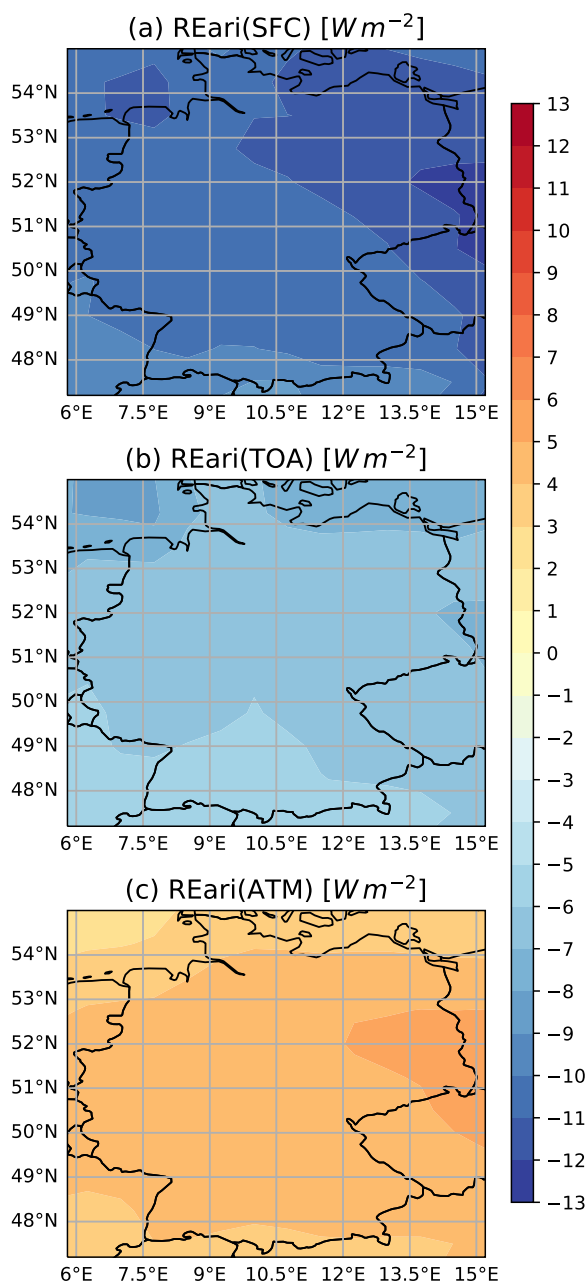 (a) REari(SFC) [W m⁻²]
54°N
53°N
52°N
51°N
50°N
49°N
48°N
6°E 7.5°E 9°E 10.5°E 12°E 13.5°E 15°E
(b) REari(TOA) [W m⁻²]
54°N
53°N
52°N
51°N
50°N
49°N
48°N
6°E 7.5°E 9°E 10.5°E 12°E 13.5°E 15°E
(c) REari(ATM) [W m⁻²]
54°N
53°N
52°N
51°N
50°N
49°N
48°N
6°E 7.5°E 9°E 10.5°E 12°E 13.5°E 15°E
13
12
11
10
9
8
7
6
5
4
3
2
1
0
−1
−2
−3
−4
−5
−6
−7
−8
−9
−10
−11
−12
−13